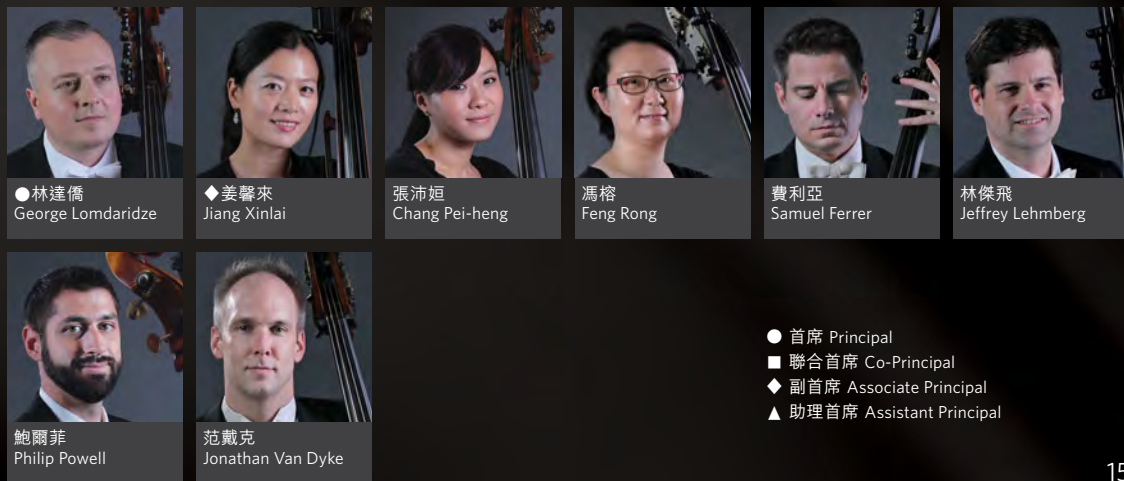 ●林達僑
George Lomdaridze
◆姜馨來
Jiang Xinlai
張沛姮
Chang Pei-heng
馮榕
Feng Rong
費利亞
Samuel Ferrer
林傑飛
Jeffrey Lehmberg
鮑爾菲
Philip Powell
范戴克
Jonathan Van Dyke
● 首席 Principal
■ 聯合首席 Co-Principal
◆ 副首席 Associate Principal
▲ 助理首席 Assistant Principal
15